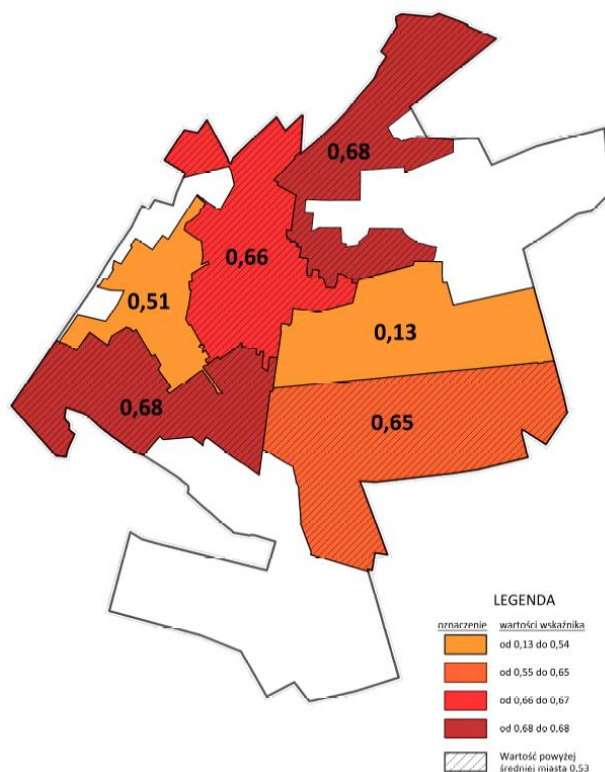 0,68
0,66
0,51
0,13
0,68
0,65
LEGENDA
oznaczenie wartości wskaźnika
od 0,13 do 0,54
od 0,55 do 0,65
od 0,66 do 0,67
od 0,68 do 0,68
Wartość powyżej
średniej miasta 0,53